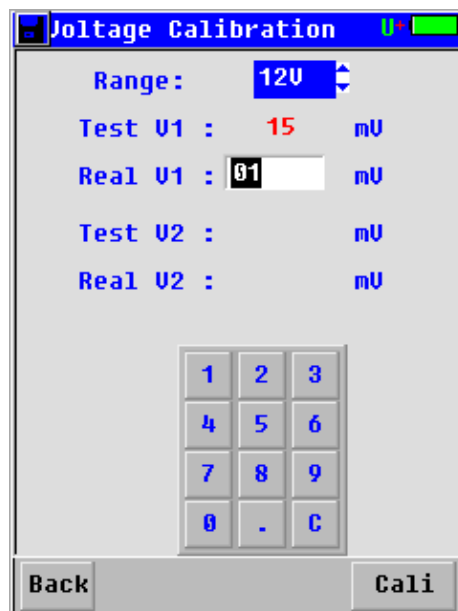 Joltage Calibration U+
Range: 12V
Test V1 : 15 mV
Real V1 : 01 mV
Test V2 : mV
Real V2 : mV
1 2 3
4 5 6
7 8 9
0 . C
Back Cali